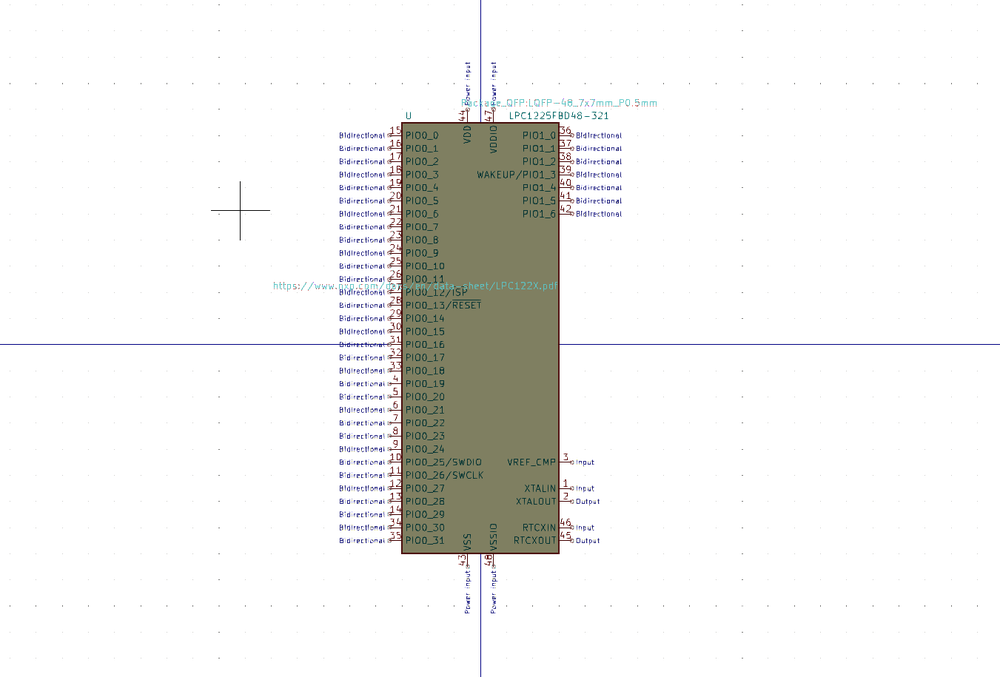 Power input
Power input
Package_QFP:LQFP-48_7x7mm_P0.5mm
U
LPC1225FBD48-321
44 VDD
47 VDDIO
Bidirectional 15 PIO0_0
Bidirectional 16 PIO0_1
Bidirectional 17 PIO0_2
Bidirectional 18 PIO0_3
Bidirectional 19 PIO0_4
Bidirectional 20 PIO0_5
Bidirectional 21 PIO0_6
Bidirectional 22 PIO0_7
Bidirectional 23 PIO0_8
Bidirectional 24 PIO0_9
Bidirectional 25 PIO0_10
Bidirectional 26 PIO0_11
https://www.nxp.com/docs/en/data-sheet/LPC122X.pdf
Bidirectional 27 PIO0_12/ISP
Bidirectional 28 PIO0_13/RESET
Bidirectional 29 PIO0_14
Bidirectional 30 PIO0_15
Bidirectional 31 PIO0_16
Bidirectional 32 PIO0_17
Bidirectional 33 PIO0_18
Bidirectional 4 PIO0_19
Bidirectional 5 PIO0_20
Bidirectional 6 PIO0_21
Bidirectional 7 PIO0_22
Bidirectional 8 PIO0_23
Bidirectional 9 PIO0_24
Bidirectional 10 PIO0_25/SWDIO
Bidirectional 11 PIO0_26/SWCLK
Bidirectional 12 PIO0_27
Bidirectional 13 PIO0_28
Bidirectional 14 PIO0_29
Bidirectional 34 PIO0_30
Bidirectional 35 PIO0_31
PIO1_0 36 Bidirectional
PIO1_1 37 Bidirectional
PIO1_2 38 Bidirectional
WAKEUP/PIO1_3 39 Bidirectional
PIO1_4 40 Bidirectional
PIO1_5 41 Bidirectional
PIO1_6 42 Bidirectional
VREF_CMP 3 Input
XTALIN 1 Input
XTALOUT 2 Output
RTCXIN 46 Input
RTCXOUT 45 Output
VSS 43
VSSIO 48
Power input
Power input